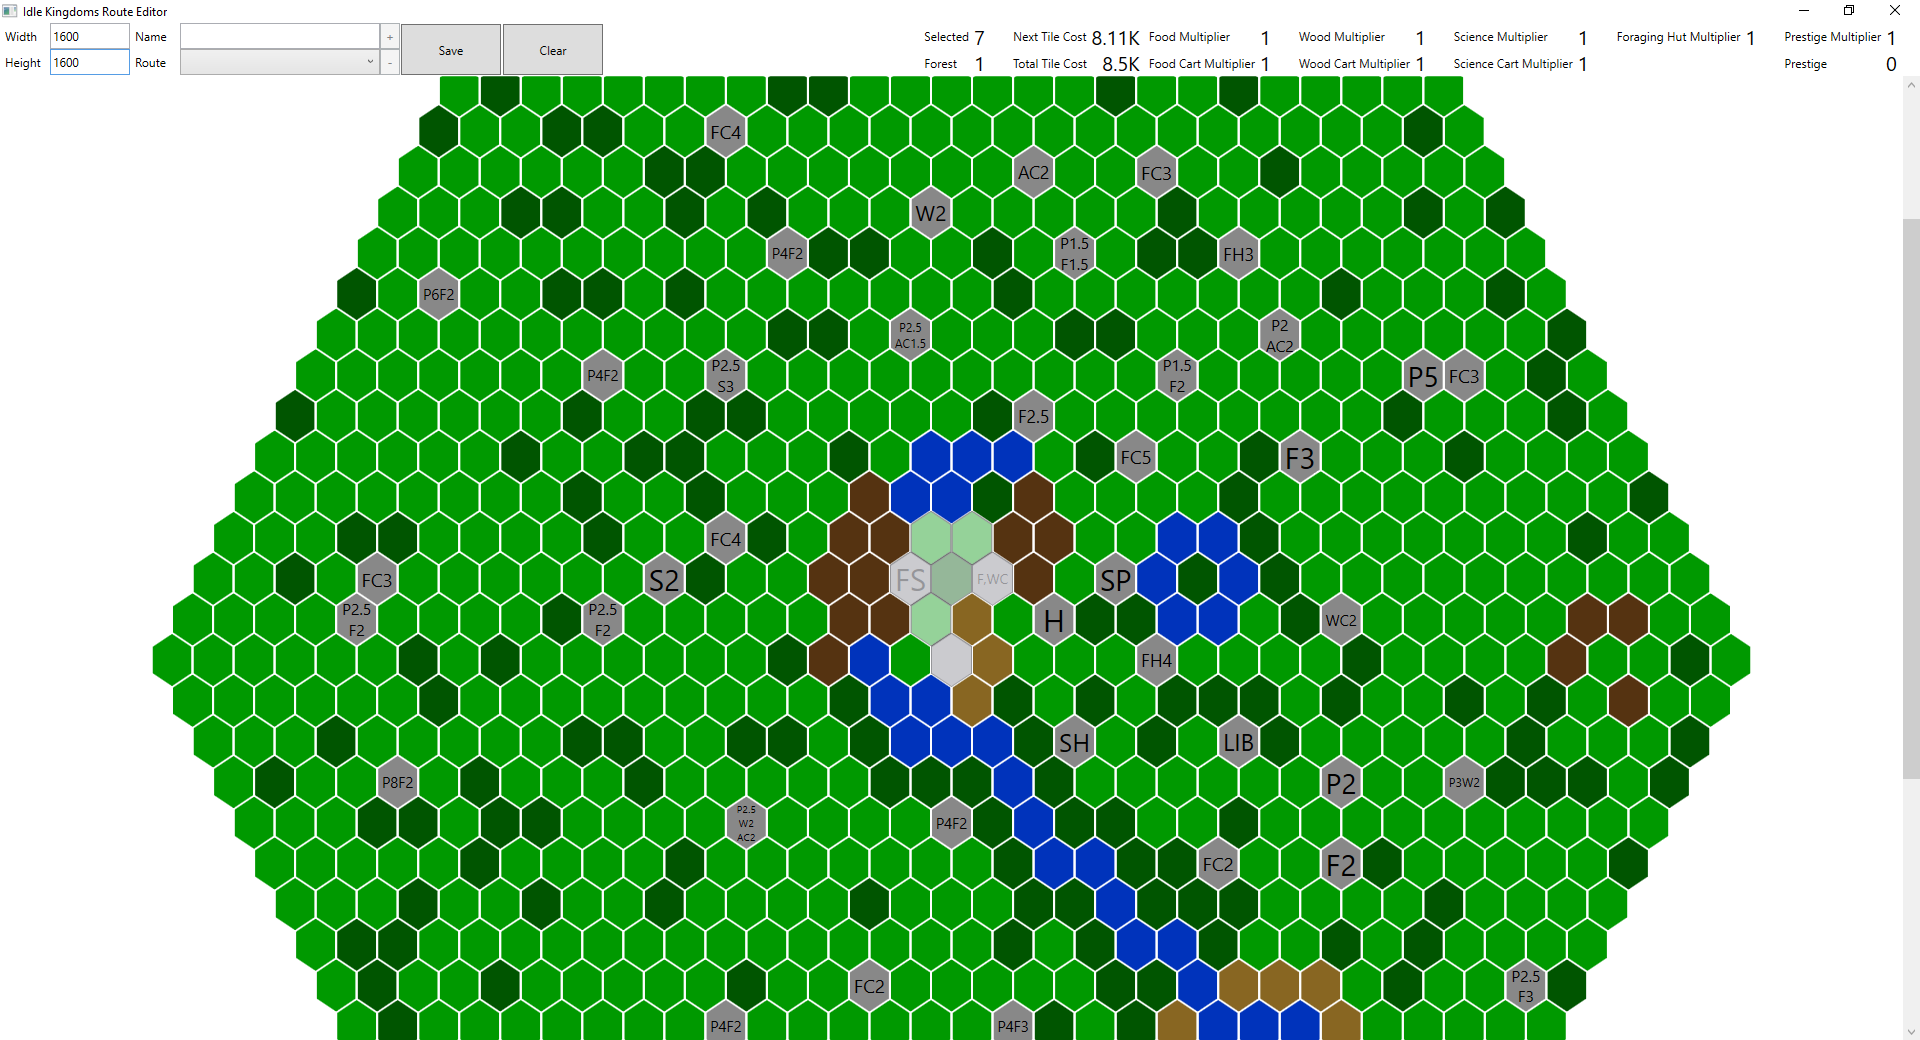 Idle Kingdoms Route Editor
Width 1600 Name + Save Clear Selected 7 Next Tile Cost 8.11K Food Multiplier 1 Wood Multiplier 1 Science Multiplier 1 Foraging Hut Multiplier 1 Prestige Multiplier 1
Height 1600 Route - Forest 1 Total Tile Cost 8.5K Food Cart Multiplier 1 Wood Cart Multiplier 1 Science Cart Multiplier 1 Prestige 0
FC4
AC2 FC3
W2
P4F2
P1.5
F1.5
FH3
P6F2
P2.5
AC1.5
P2
AC2
P4F2
P2.5
S3
P1.5
F2
P5 FC3
F2.5
FC5 F3
FC4
FC3 S2 FS F,WC SP
P2.5
F2
P2.5
F2
H WC2
FH4
SH LIB
P8F2 P2 P3W2
P2.5
W2
AC2
P4F2
FC2 F2
FC2
P2.5
F3
P4F2 P4F3